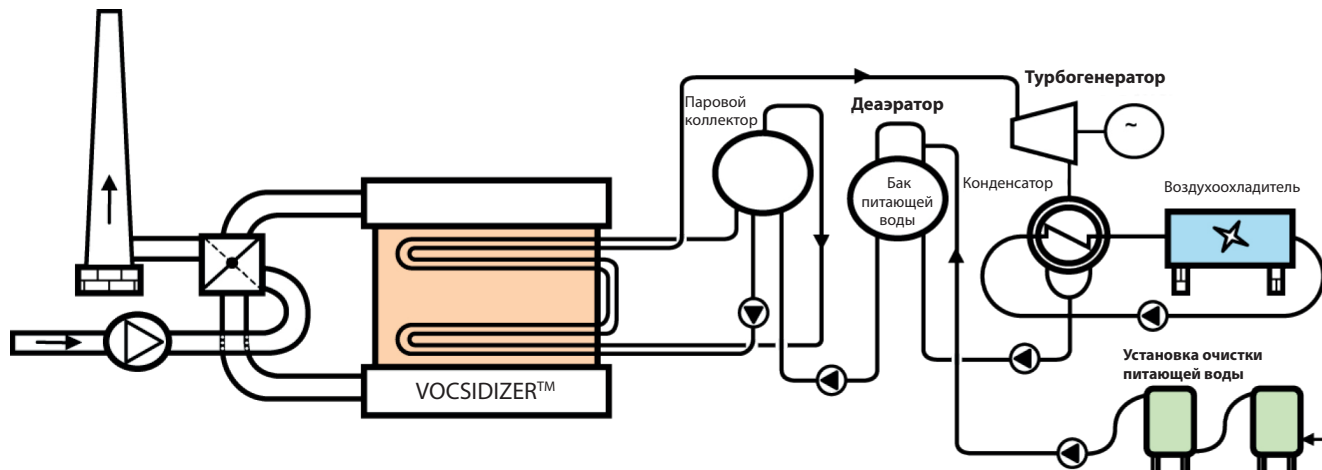 Турбогенератор
Паровой
коллектор
Деаэратор
~
Бак
питающей
воды
Конденсатор
Воздухоохладитель
Установка очистки
питающей воды
VOCSIDIZER™